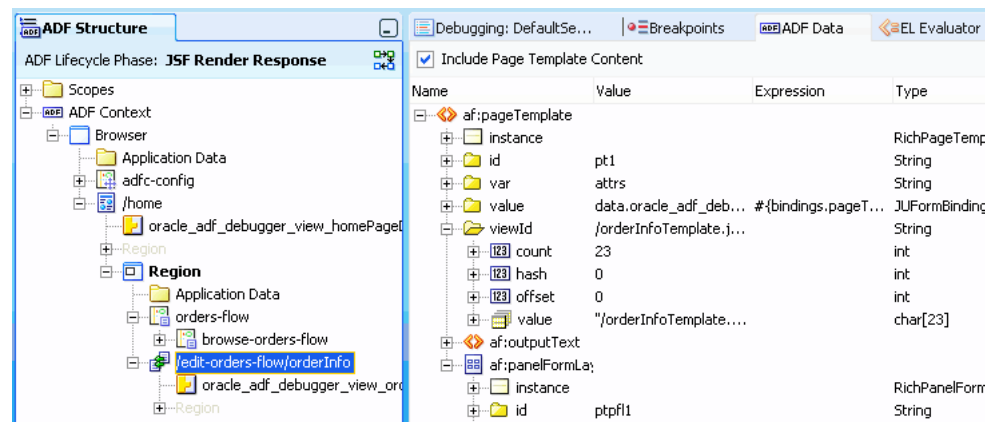 ADF Structure
ADF Lifecycle Phase: JSF Render Response
Scopes
ADF Context
Browser
Application Data
adfc-config
/home
oracle_adf_debugger_view_homePageD
Region
Region
Application Data
orders-flow
browse-orders-flow
/edit-orders-flow/orderInfo
oracle_adf_debugger_view_orc
Region
Debugging: DefaultSe... Breakpoints ADF Data EL Evaluator
Include Page Template Content
Name Value Expression Type
af:pageTemplate
instance RichPageTemp
id pt1 String
var attrs String
value data.oracle_adf_deb... #{bindings.pageT... JUFormBinding
viewId /orderInfoTemplate.j... String
count 23 int
hash 0 int
offset 0 int
value "/orderInfoTemplate.... char[23]
af:outputText
af:panelFormLay
instance RichPanelForm
id ptpfl1 String